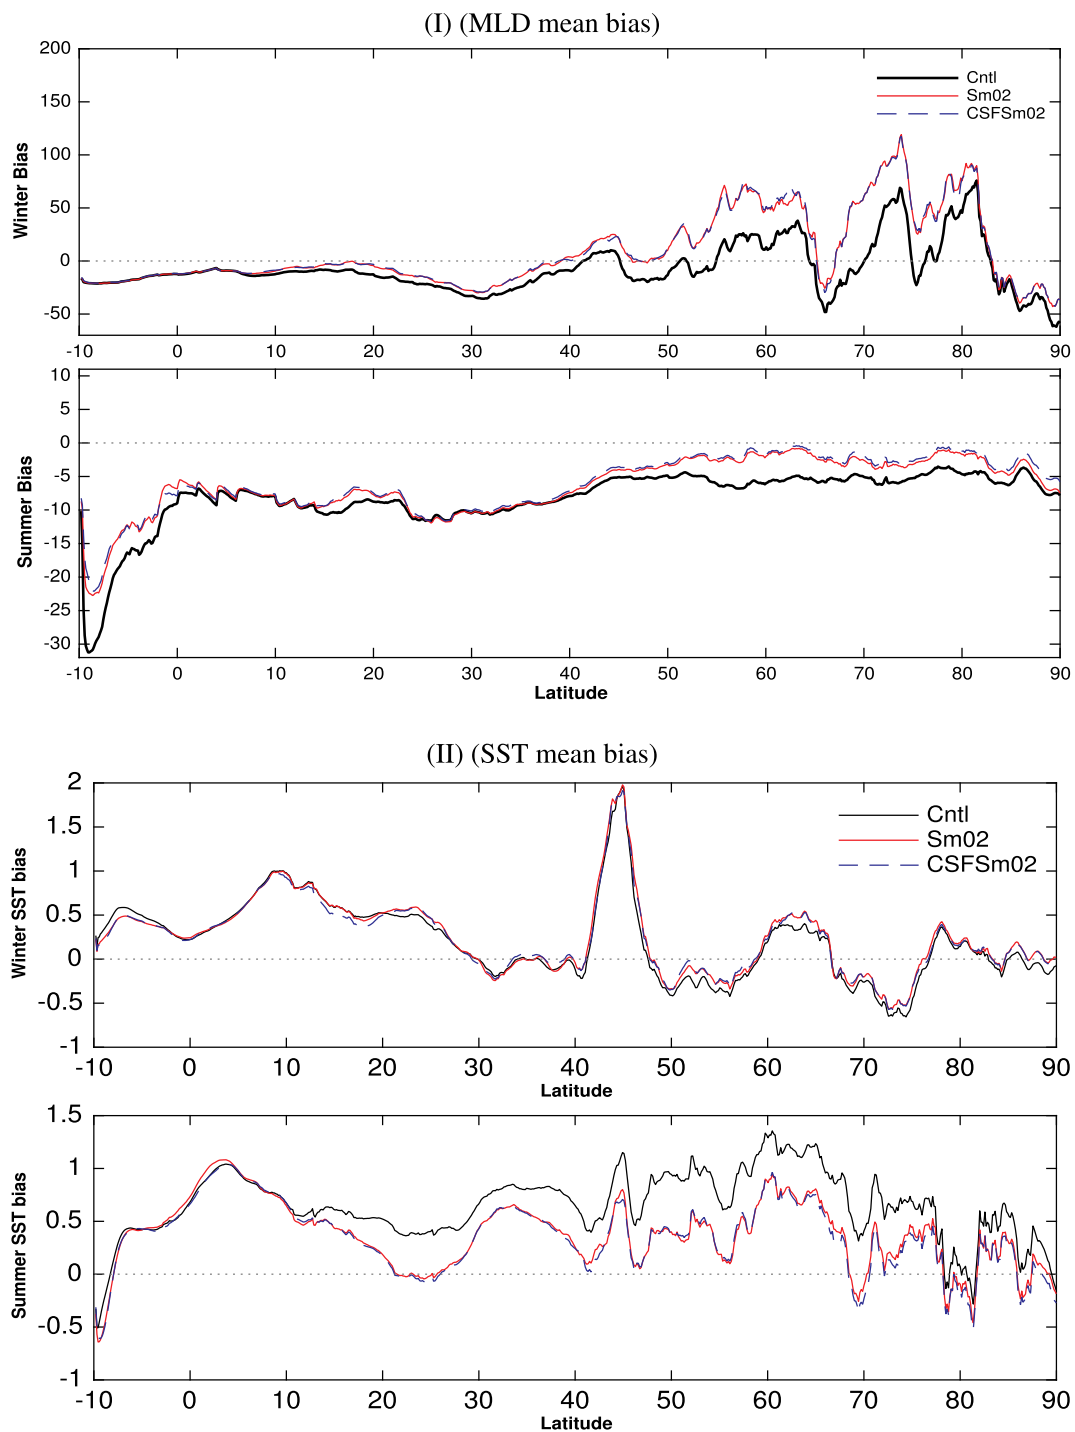 (I) (MLD mean bias)
200
150
100
50
0
-50
Winter Bias
Cntl
Sm02
CSFSm02
-10 0 10 20 30 40 50 60 70 80 90
10
5
0
-5
-10
-15
-20
-25
-30
Summer Bias
-10 0 10 20 30 40 50 60 70 80 90
Latitude
(II) (SST mean bias)
2
1.5
1
0.5
0
-0.5
-1
Winter SST bias
Cntl
Sm02
CSFSm02
-10 0 10 20 30 40 50 60 70 80 90
Latitude
1.5
1
0.5
0
-0.5
-1
Summer SST bias
-10 0 10 20 30 40 50 60 70 80 90
Latitude